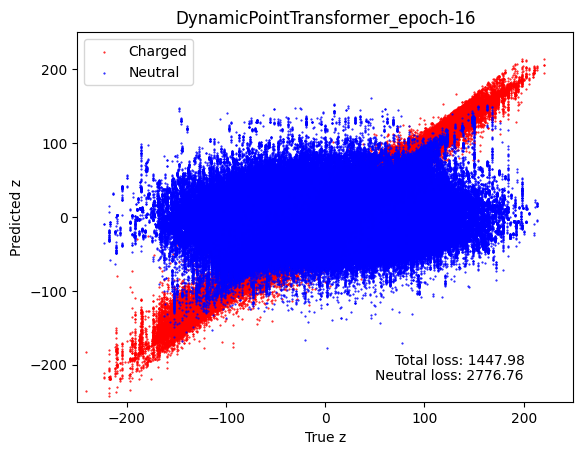 DynamicPointTransformer_epoch-16
Charged
Neutral
200
100
0
−100
−200
Predicted z
Total loss: 1447.98
Neutral loss: 2776.76
−200 −100 0 100 200
True z